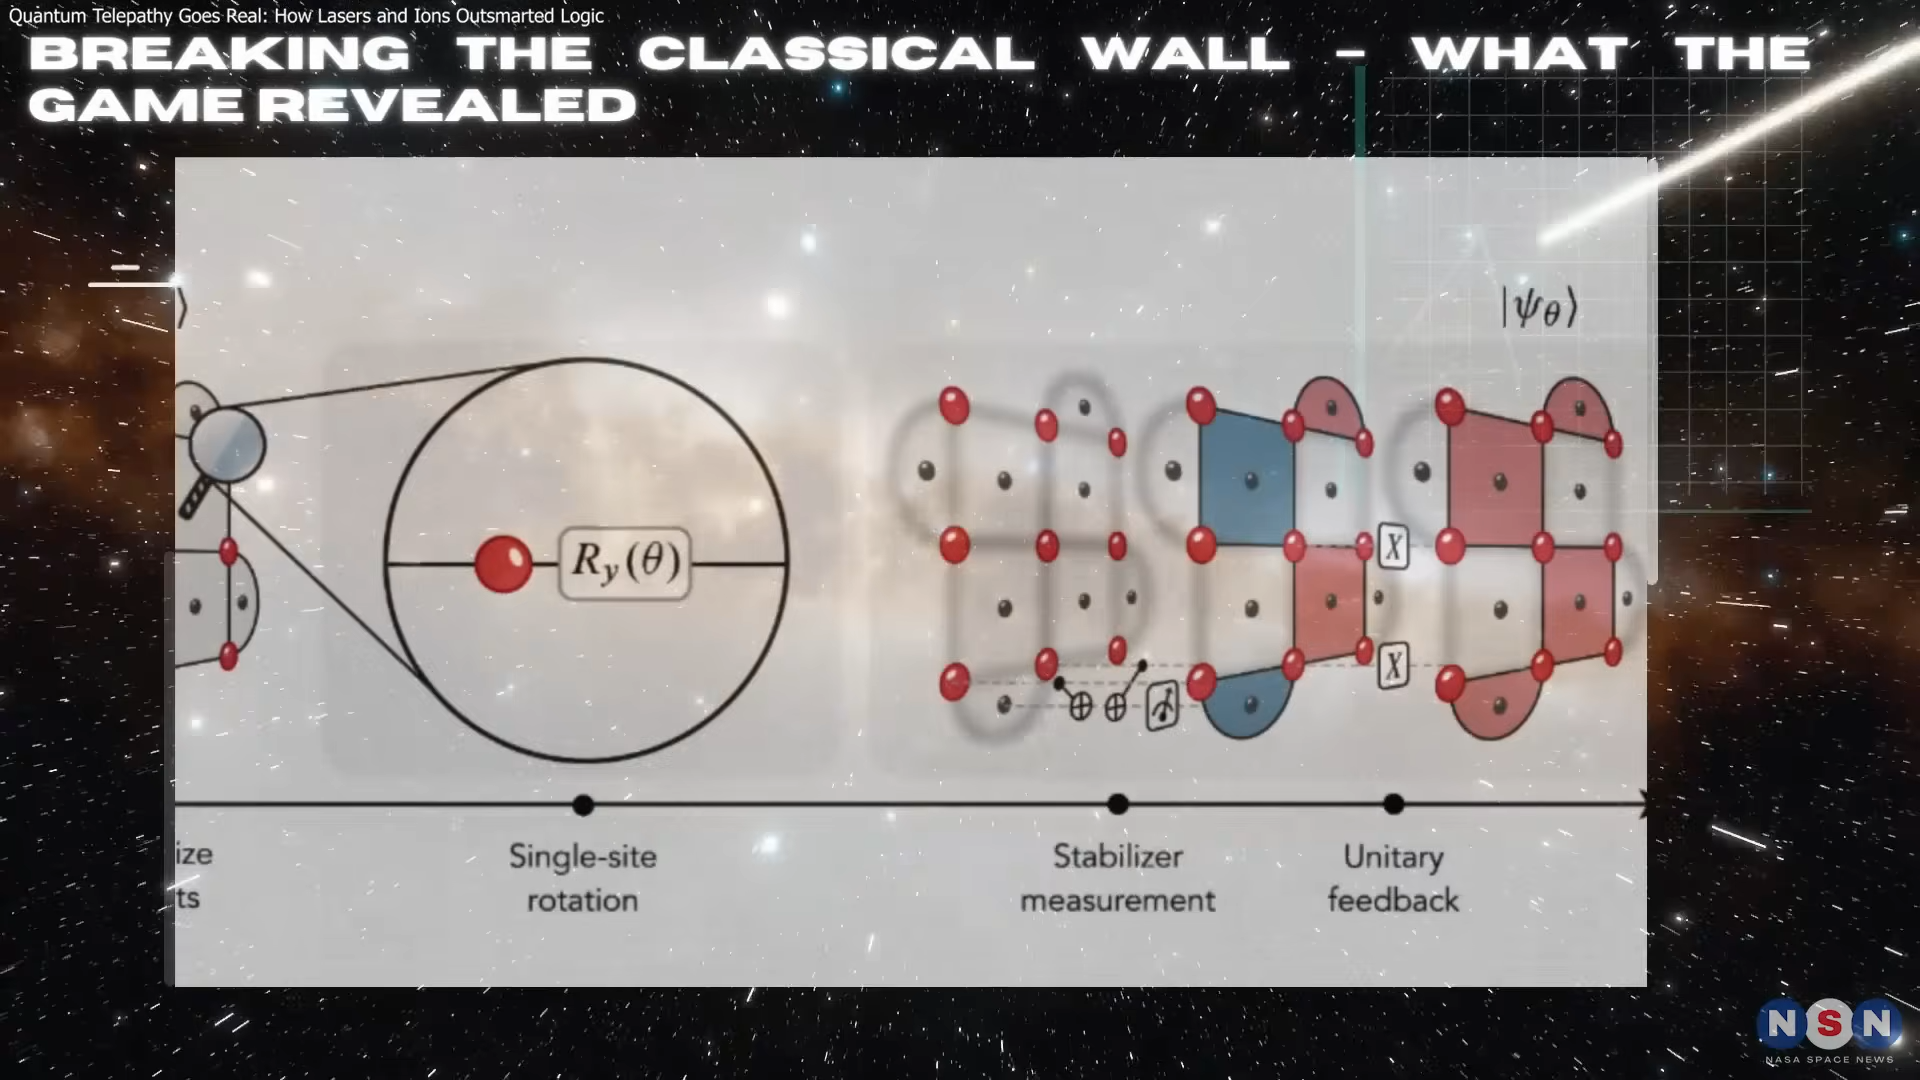 Quantum Telepathy Goes Real: How Lasers and Ions Outsmarted Logic
BREAKING THE CLASSICAL WALL – WHAT THE
GAME REVEALED
⟩
|ψθ⟩
Ry(θ)
X
X
ize
ts
Single-site
rotation
Stabilizer
measurement
Unitary
feedback
NSN
NASA SPACE NEWS